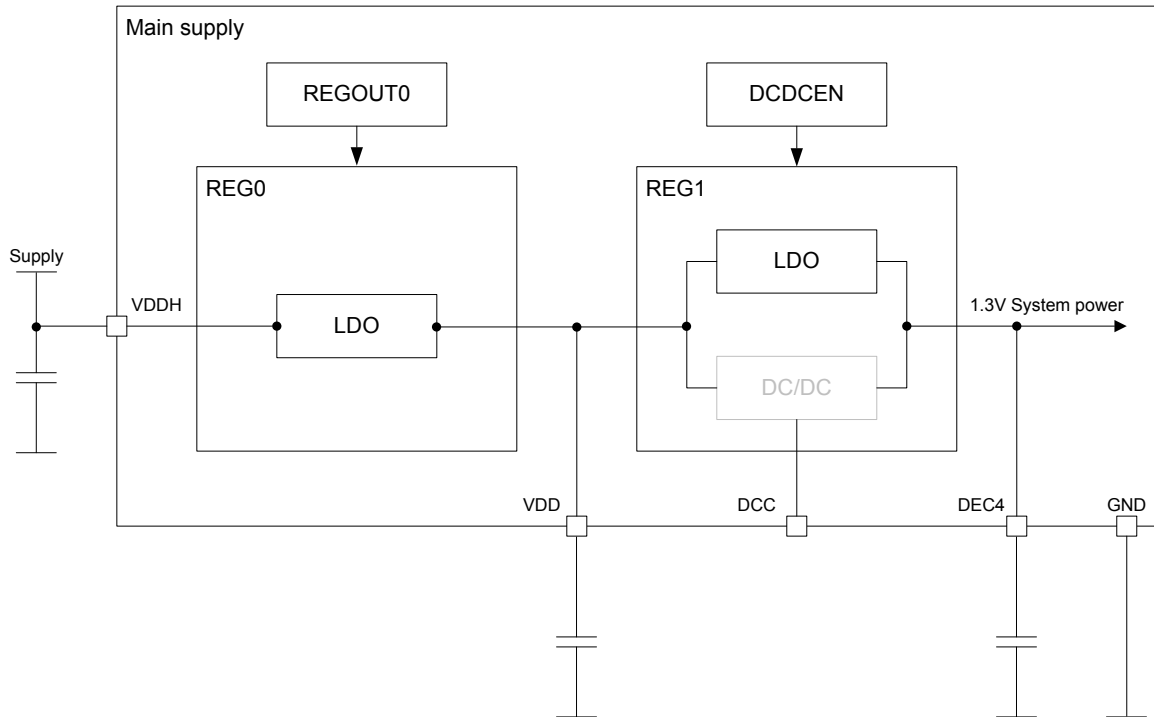 Main supply
REGOUT0
DCDCEN
REG0
REG1
Supply
VDDH
LDO
LDO
1.3V System power
DC/DC
VDD
DCC
DEC4
GND